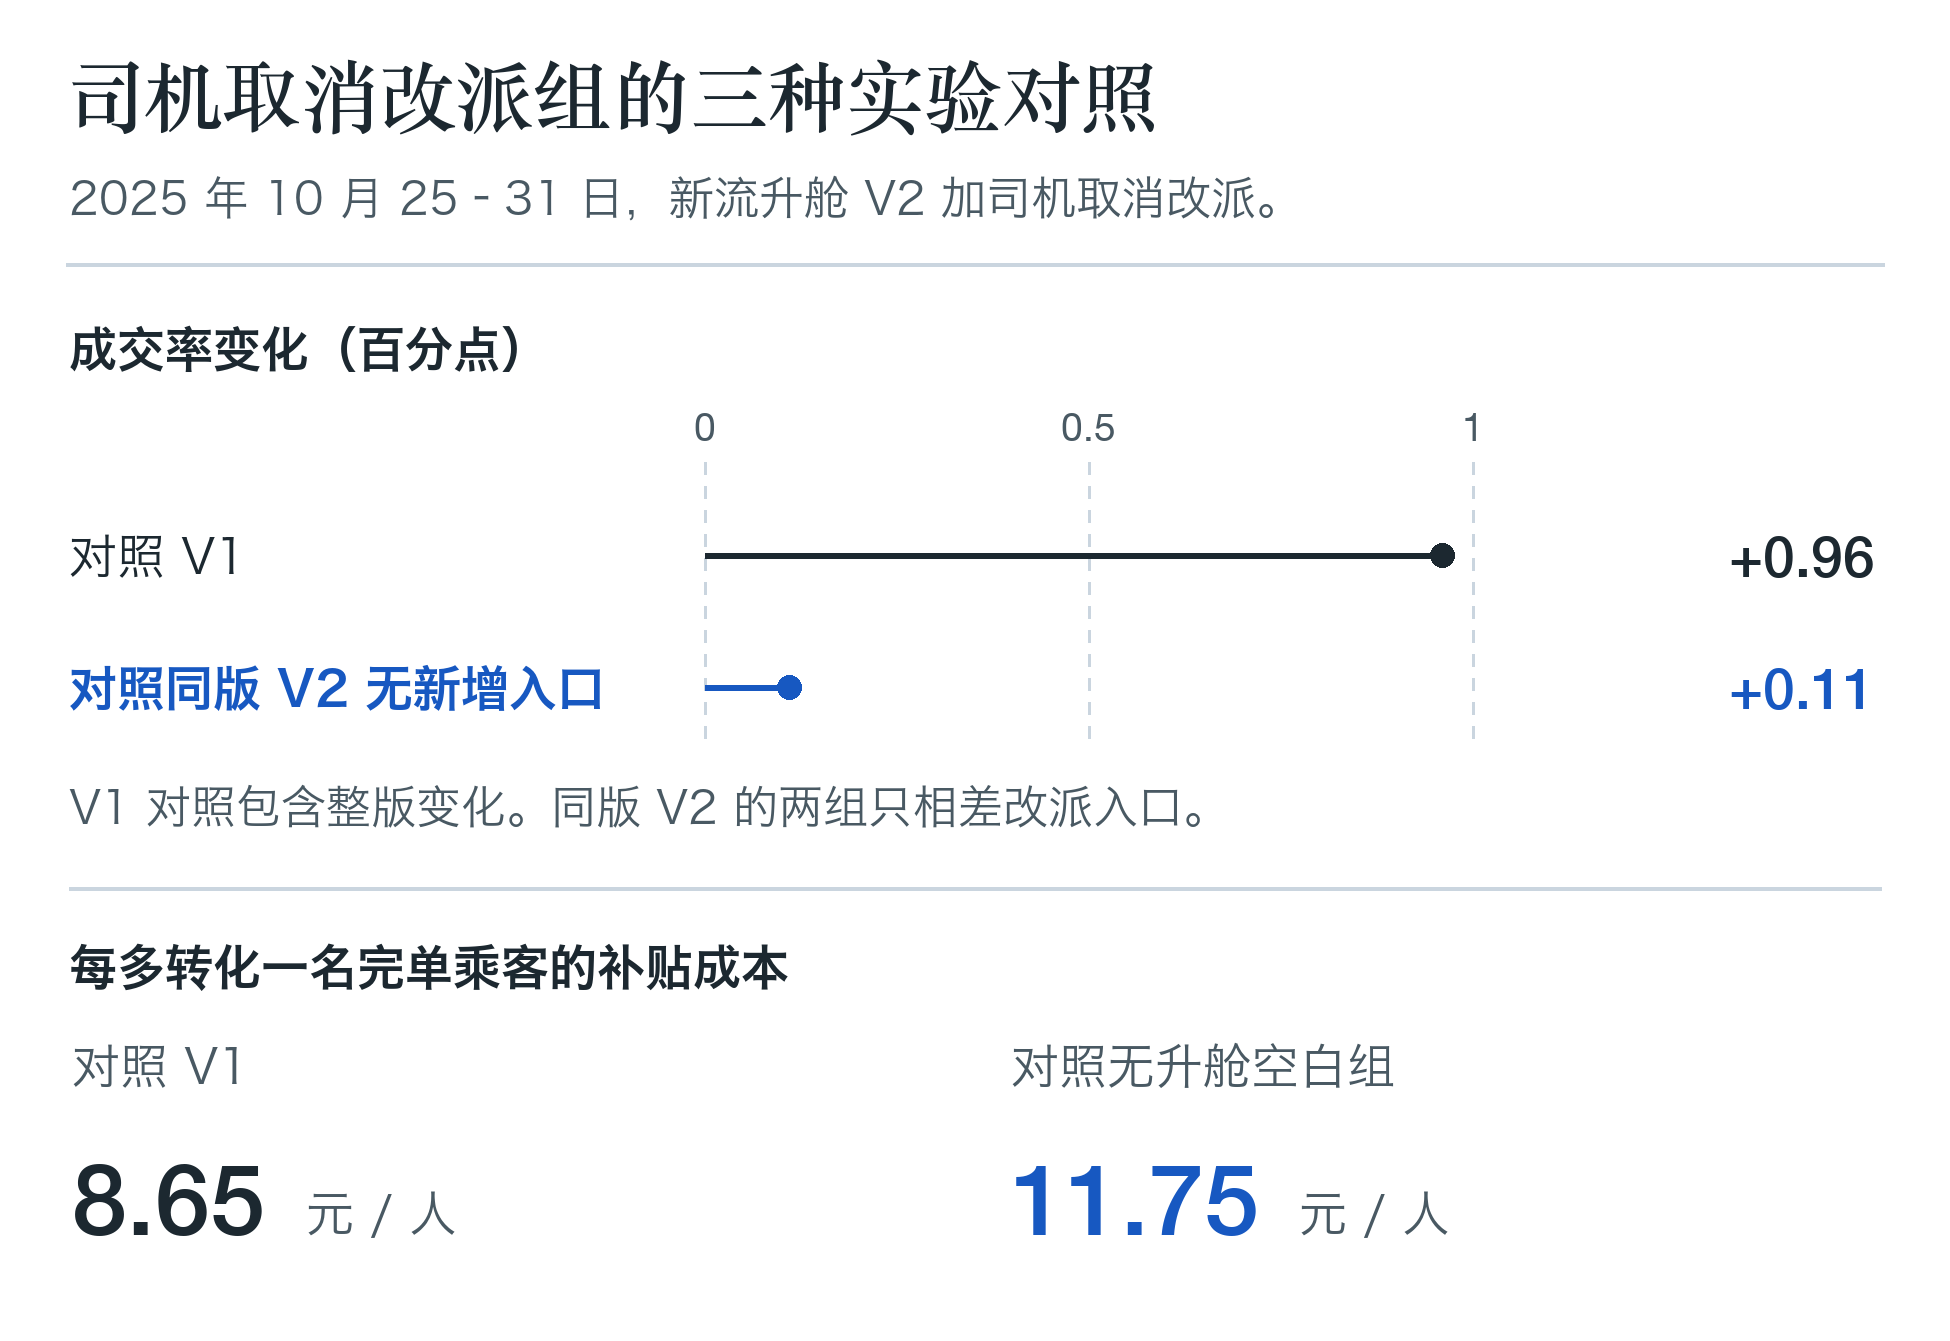 司机取消改派组的三种实验对照
2025 年 10 月 25 - 31 日，新流升舱 V2 加司机取消改派。
成交率变化（百分点）
0 0.5 1
对照 V1 +0.96
对照同版 V2 无新增入口 +0.11
V1 对照包含整版变化。同版 V2 的两组只相差改派入口。
每多转化一名完单乘客的补贴成本
对照 V1 对照无升舱空白组
8.65 元 / 人 11.75 元 / 人